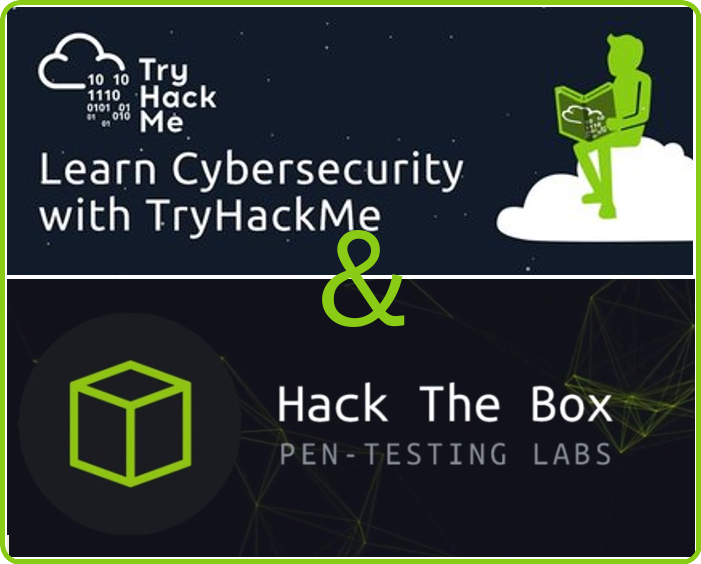 Try
Hack
Me
10 10
1110
0101 01
01 010
01
Learn Cybersecurity
with TryHackMe
&
Hack The Box
PEN-TESTING LABS